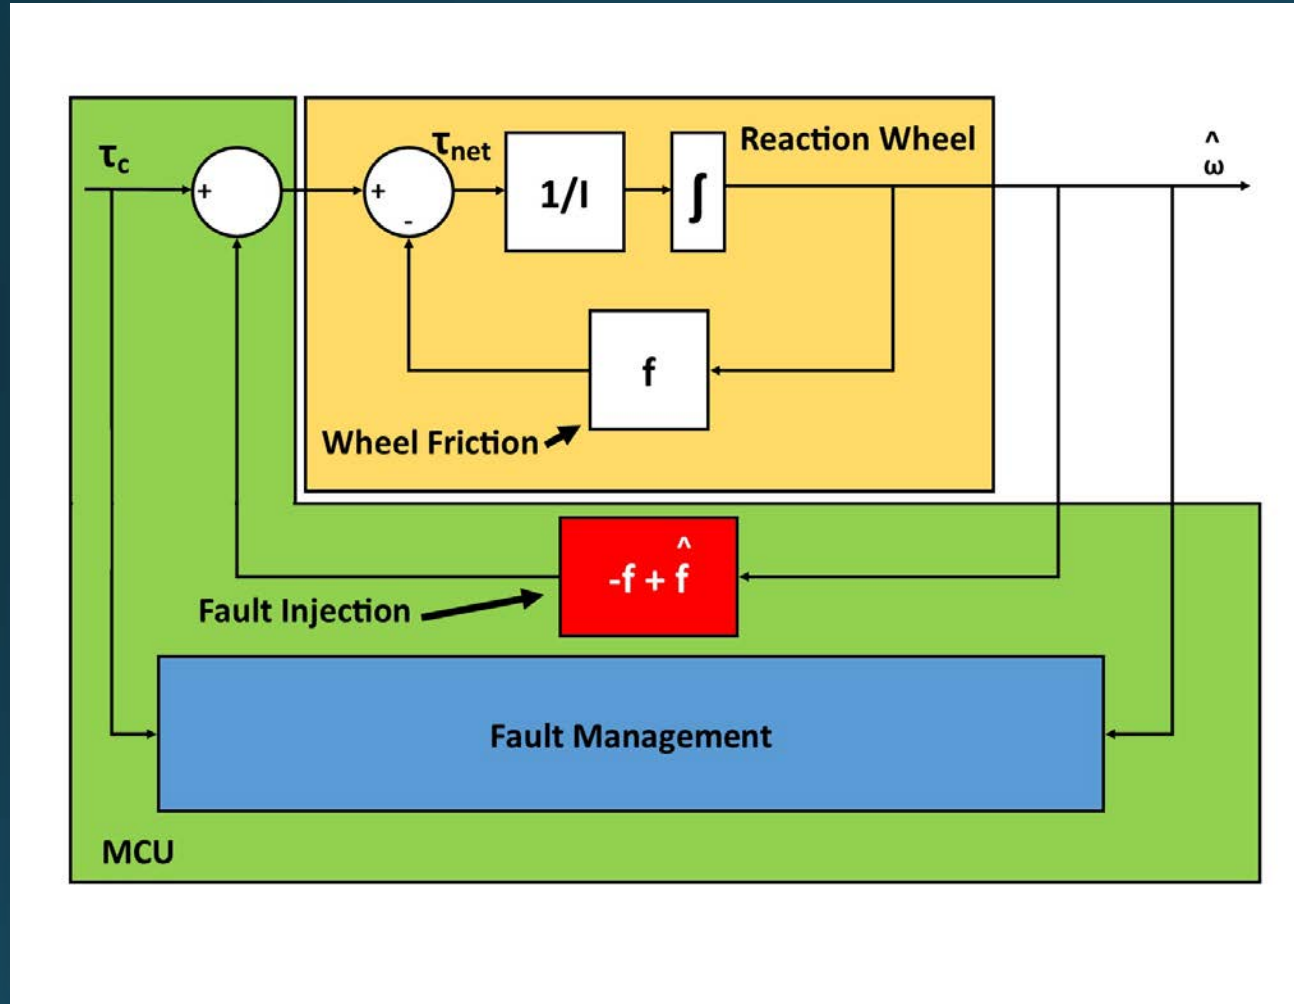 τc
+
+
-
τnet
1/I
∫
Reaction Wheel
^
ω
f
Wheel Friction
^
-f + f
Fault Injection
Fault Management
MCU